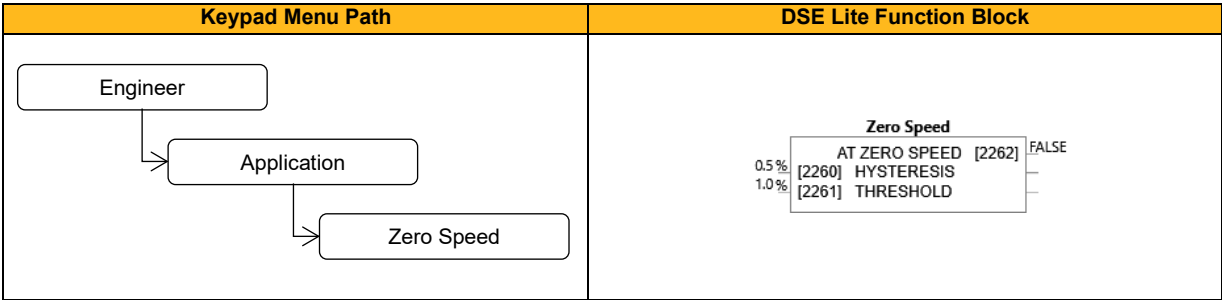 Keypad Menu Path
DSE Lite Function Block
Engineer
Application
Zero Speed
Zero Speed
AT ZERO SPEED [2262] FALSE
0.5 % [2260] HYSTERESIS
1.0 % [2261] THRESHOLD